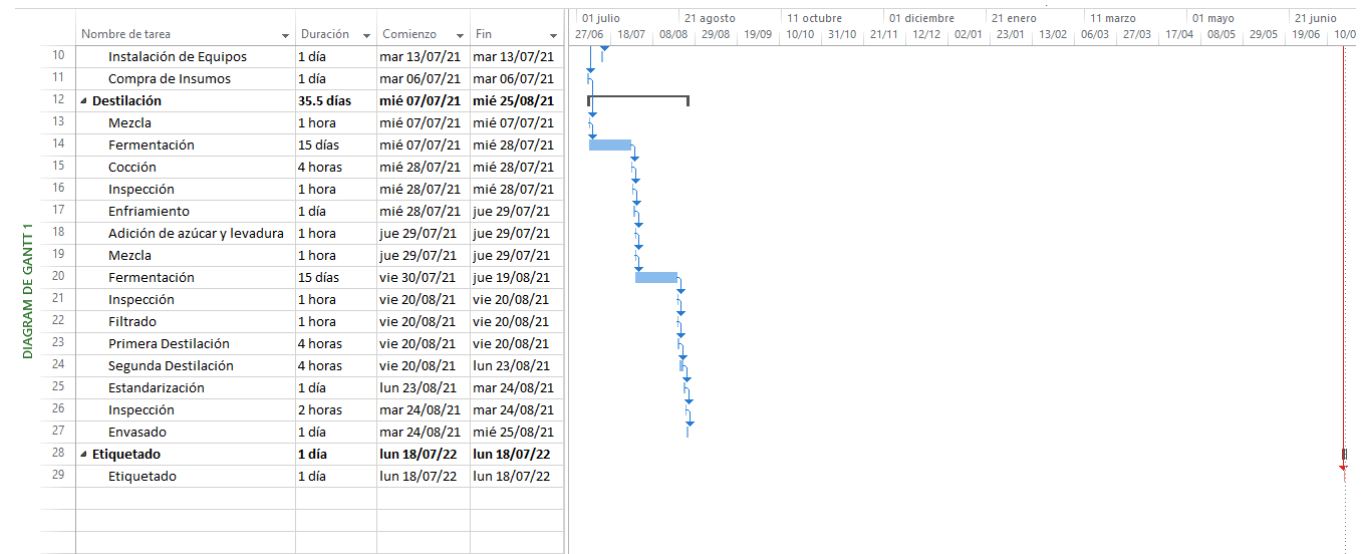 01 julio 21 agosto 11 octubre 01 diciembre 21 enero 11 marzo 01 mayo 21 junio
Nombre de tarea Duración Comienzo Fin 27/06 18/07 08/08 29/08 19/09 10/10 31/10 21/11 12/12 02/01 23/01 13/02 06/03 27/03 17/04 08/05 29/05 19/06 10/0
10 Instalación de Equipos 1 día mar 13/07/21 mar 13/07/21
11 Compra de Insumos 1 día mar 06/07/21 mar 06/07/21
12 Destilación 35.5 días mié 07/07/21 mié 25/08/21
13 Mezcla 1 hora mié 07/07/21 mié 07/07/21
14 Fermentación 15 días mié 07/07/21 mié 28/07/21
15 Cocción 4 horas mié 28/07/21 mié 28/07/21
16 Inspección 1 hora mié 28/07/21 mié 28/07/21
17 Enfriamiento 1 día mié 28/07/21 jue 29/07/21
18 Adición de azúcar y levadura 1 hora jue 29/07/21 jue 29/07/21
19 Mezcla 1 hora jue 29/07/21 jue 29/07/21
20 Fermentación 15 días vie 30/07/21 jue 19/08/21
21 Inspección 1 hora vie 20/08/21 vie 20/08/21
22 Filtrado 1 hora vie 20/08/21 vie 20/08/21
23 Primera Destilación 4 horas vie 20/08/21 vie 20/08/21
24 Segunda Destilación 4 horas vie 20/08/21 lun 23/08/21
25 Estandarización 1 día lun 23/08/21 mar 24/08/21
26 Inspección 2 horas mar 24/08/21 mar 24/08/21
27 Envasado 1 día mar 24/08/21 mié 25/08/21
28 Etiquetado 1 día lun 18/07/22 lun 18/07/22
29 Etiquetado 1 día lun 18/07/22 lun 18/07/22
DIAGRAM DE GANTT 1